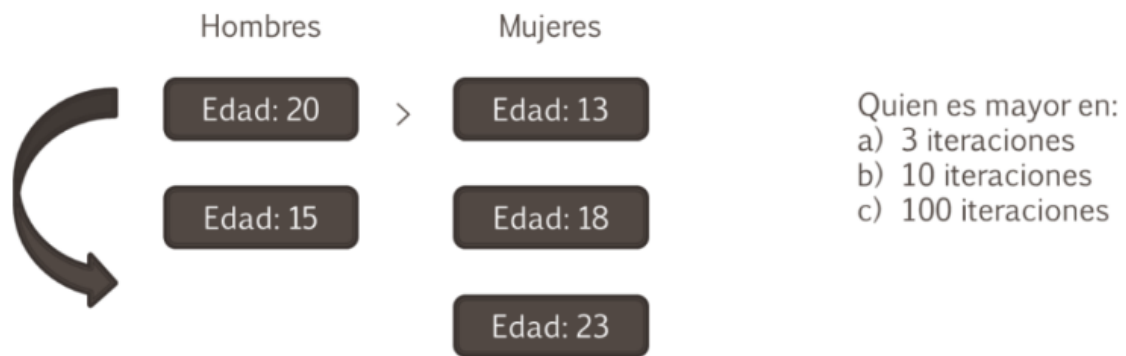 Hombres
Mujeres
Edad: 20
>
Edad: 13
Edad: 15
Edad: 18
Edad: 23
Quien es mayor en:
a) 3 iteraciones
b) 10 iteraciones
c) 100 iteraciones